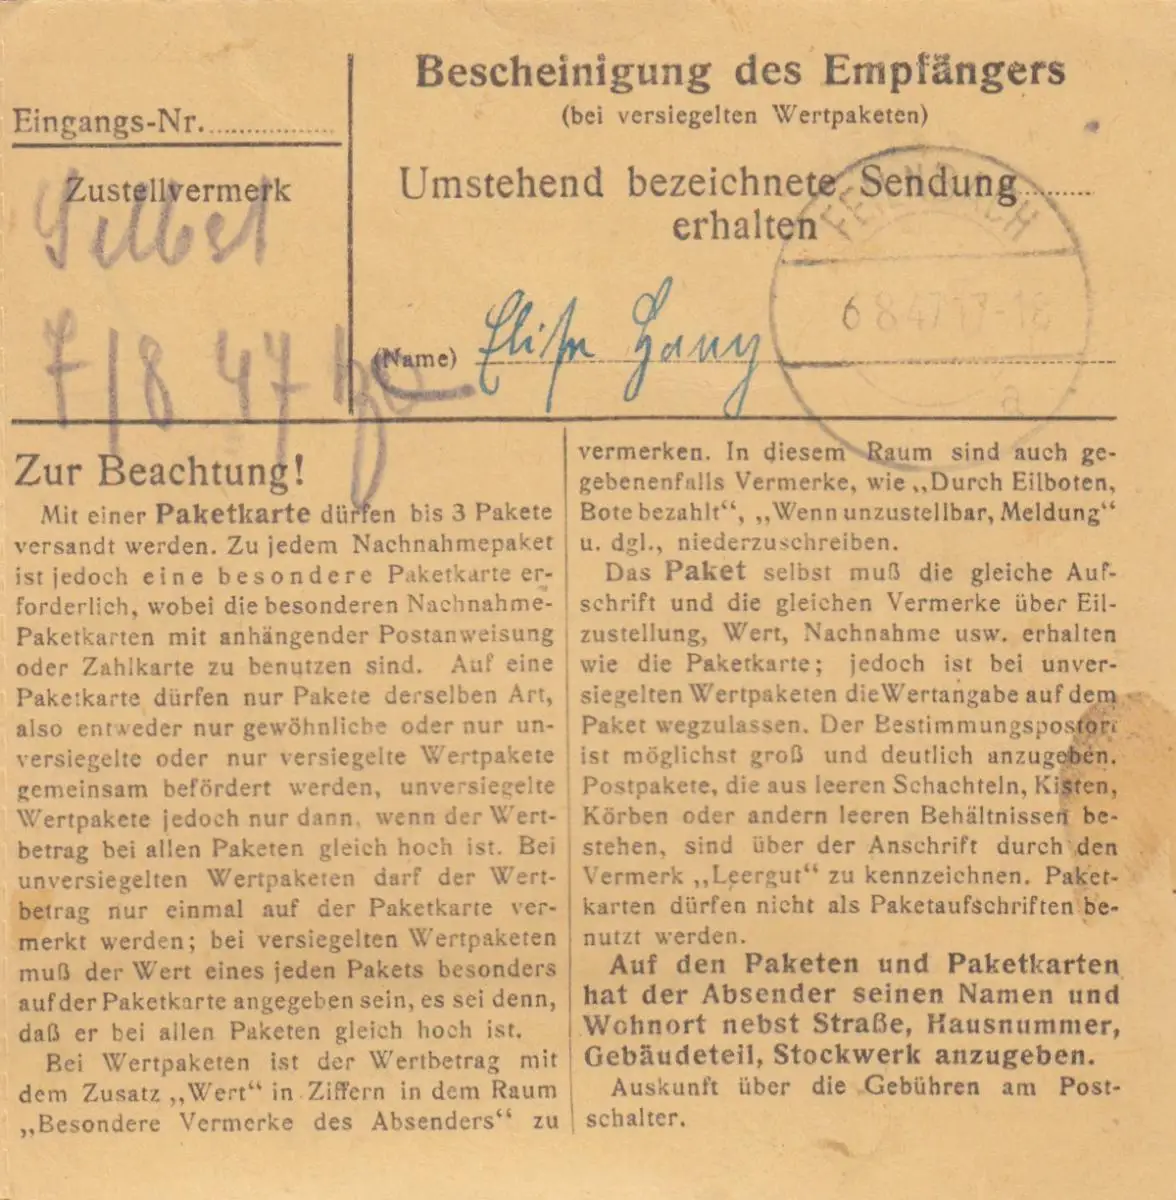 Eingangs-Nr.
Zustellvermerk
Selbst
7/8 47
Bescheinigung des Empfängers
(bei versiegelten Wertpaketen)
Umstehend bezeichnete Sendung
erhalten
(Name)
FEILNBACH
6 8 47 17-18
a
Zur Beachtung!
Mit einer Paketkarte dürfen bis 3 Pakete
versandt werden. Zu jedem Nachnahmepaket
ist jedoch eine besondere Paketkarte er-
forderlich, wobei die besonderen Nachnahme-
Paketkarten mit anhängender Postanweisung
oder Zahlkarte zu benutzen sind. Auf eine
Paketkarte dürfen nur Pakete derselben Art,
also entweder nur gewöhnliche oder nur un-
versiegelte oder nur versiegelte Wertpakete
gemeinsam befördert werden, unversiegelte
Wertpakete jedoch nur dann, wenn der Wert-
betrag bei allen Paketen gleich hoch ist. Bei
unversiegelten Wertpaketen darf der Wert-
betrag nur einmal auf der Paketkarte ver-
merkt werden; bei versiegelten Wertpaketen
muß der Wert eines jeden Pakets besonders
auf der Paketkarte angegeben sein, es sei denn,
daß er bei allen Paketen gleich hoch ist.
Bei Wertpaketen ist der Wertbetrag mit
dem Zusatz „Wert“ in Ziffern in dem Raum
„Besondere Vermerke des Absenders“ zu
vermerken. In diesem Raum sind auch ge-
gebenenfalls Vermerke, wie „Durch Eilboten,
Bote bezahlt“, „Wenn unzustellbar, Meldung“
u. dgl., niederzuschreiben.
Das Paket selbst muß die gleiche Auf-
schrift und die gleichen Vermerke über Eil-
zustellung, Wert, Nachnahme usw. erhalten
wie die Paketkarte; jedoch ist bei unver-
siegelten Wertpaketen die Wertangabe auf dem
Paket wegzulassen. Der Bestimmungspostort
ist möglichst groß und deutlich anzugeben.
Postpakete, die aus leeren Schachteln, Kisten,
Körben oder andern leeren Behältnissen be-
stehen, sind über der Anschrift durch den
Vermerk „Leergut“ zu kennzeichnen. Paket-
karten dürfen nicht als Paketaufschriften be-
nutzt werden.
Auf den Paketen und Paketkarten
hat der Absender seinen Namen und
Wohnort nebst Straße, Hausnummer,
Gebäudeteil, Stockwerk anzugeben.
Auskunft über die Gebühren am Post-
schalter.